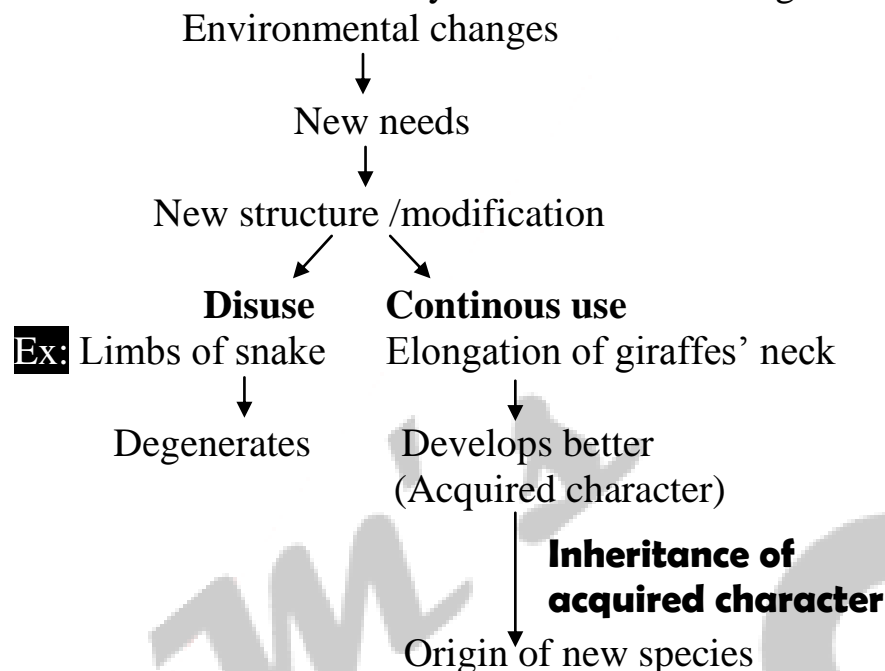 Environmental changes
New needs
New structure /modification
Disuse Continous use
Ex: Limbs of snake Elongation of giraffes’ neck
Degenerates Develops better
(Acquired character)
Inheritance of
acquired character
Origin of new species